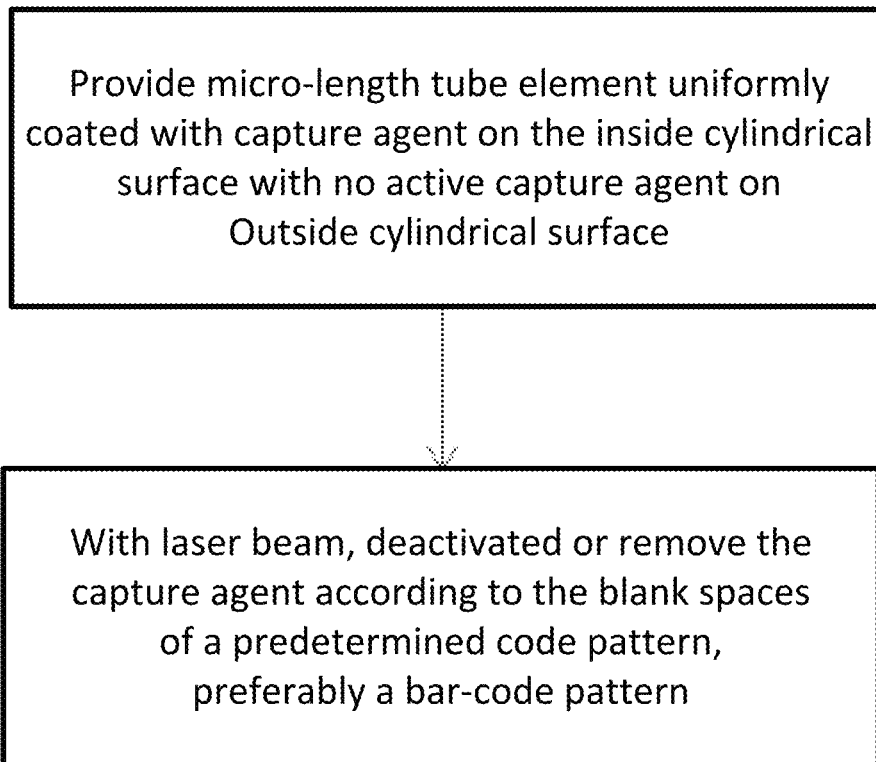 Provide micro-length tube element uniformly
coated with capture agent on the inside cylindrical
surface with no active capture agent on
Outside cylindrical surface
With laser beam, deactivated or remove the
capture agent according to the blank spaces
of a predetermined code pattern,
preferably a bar-code pattern